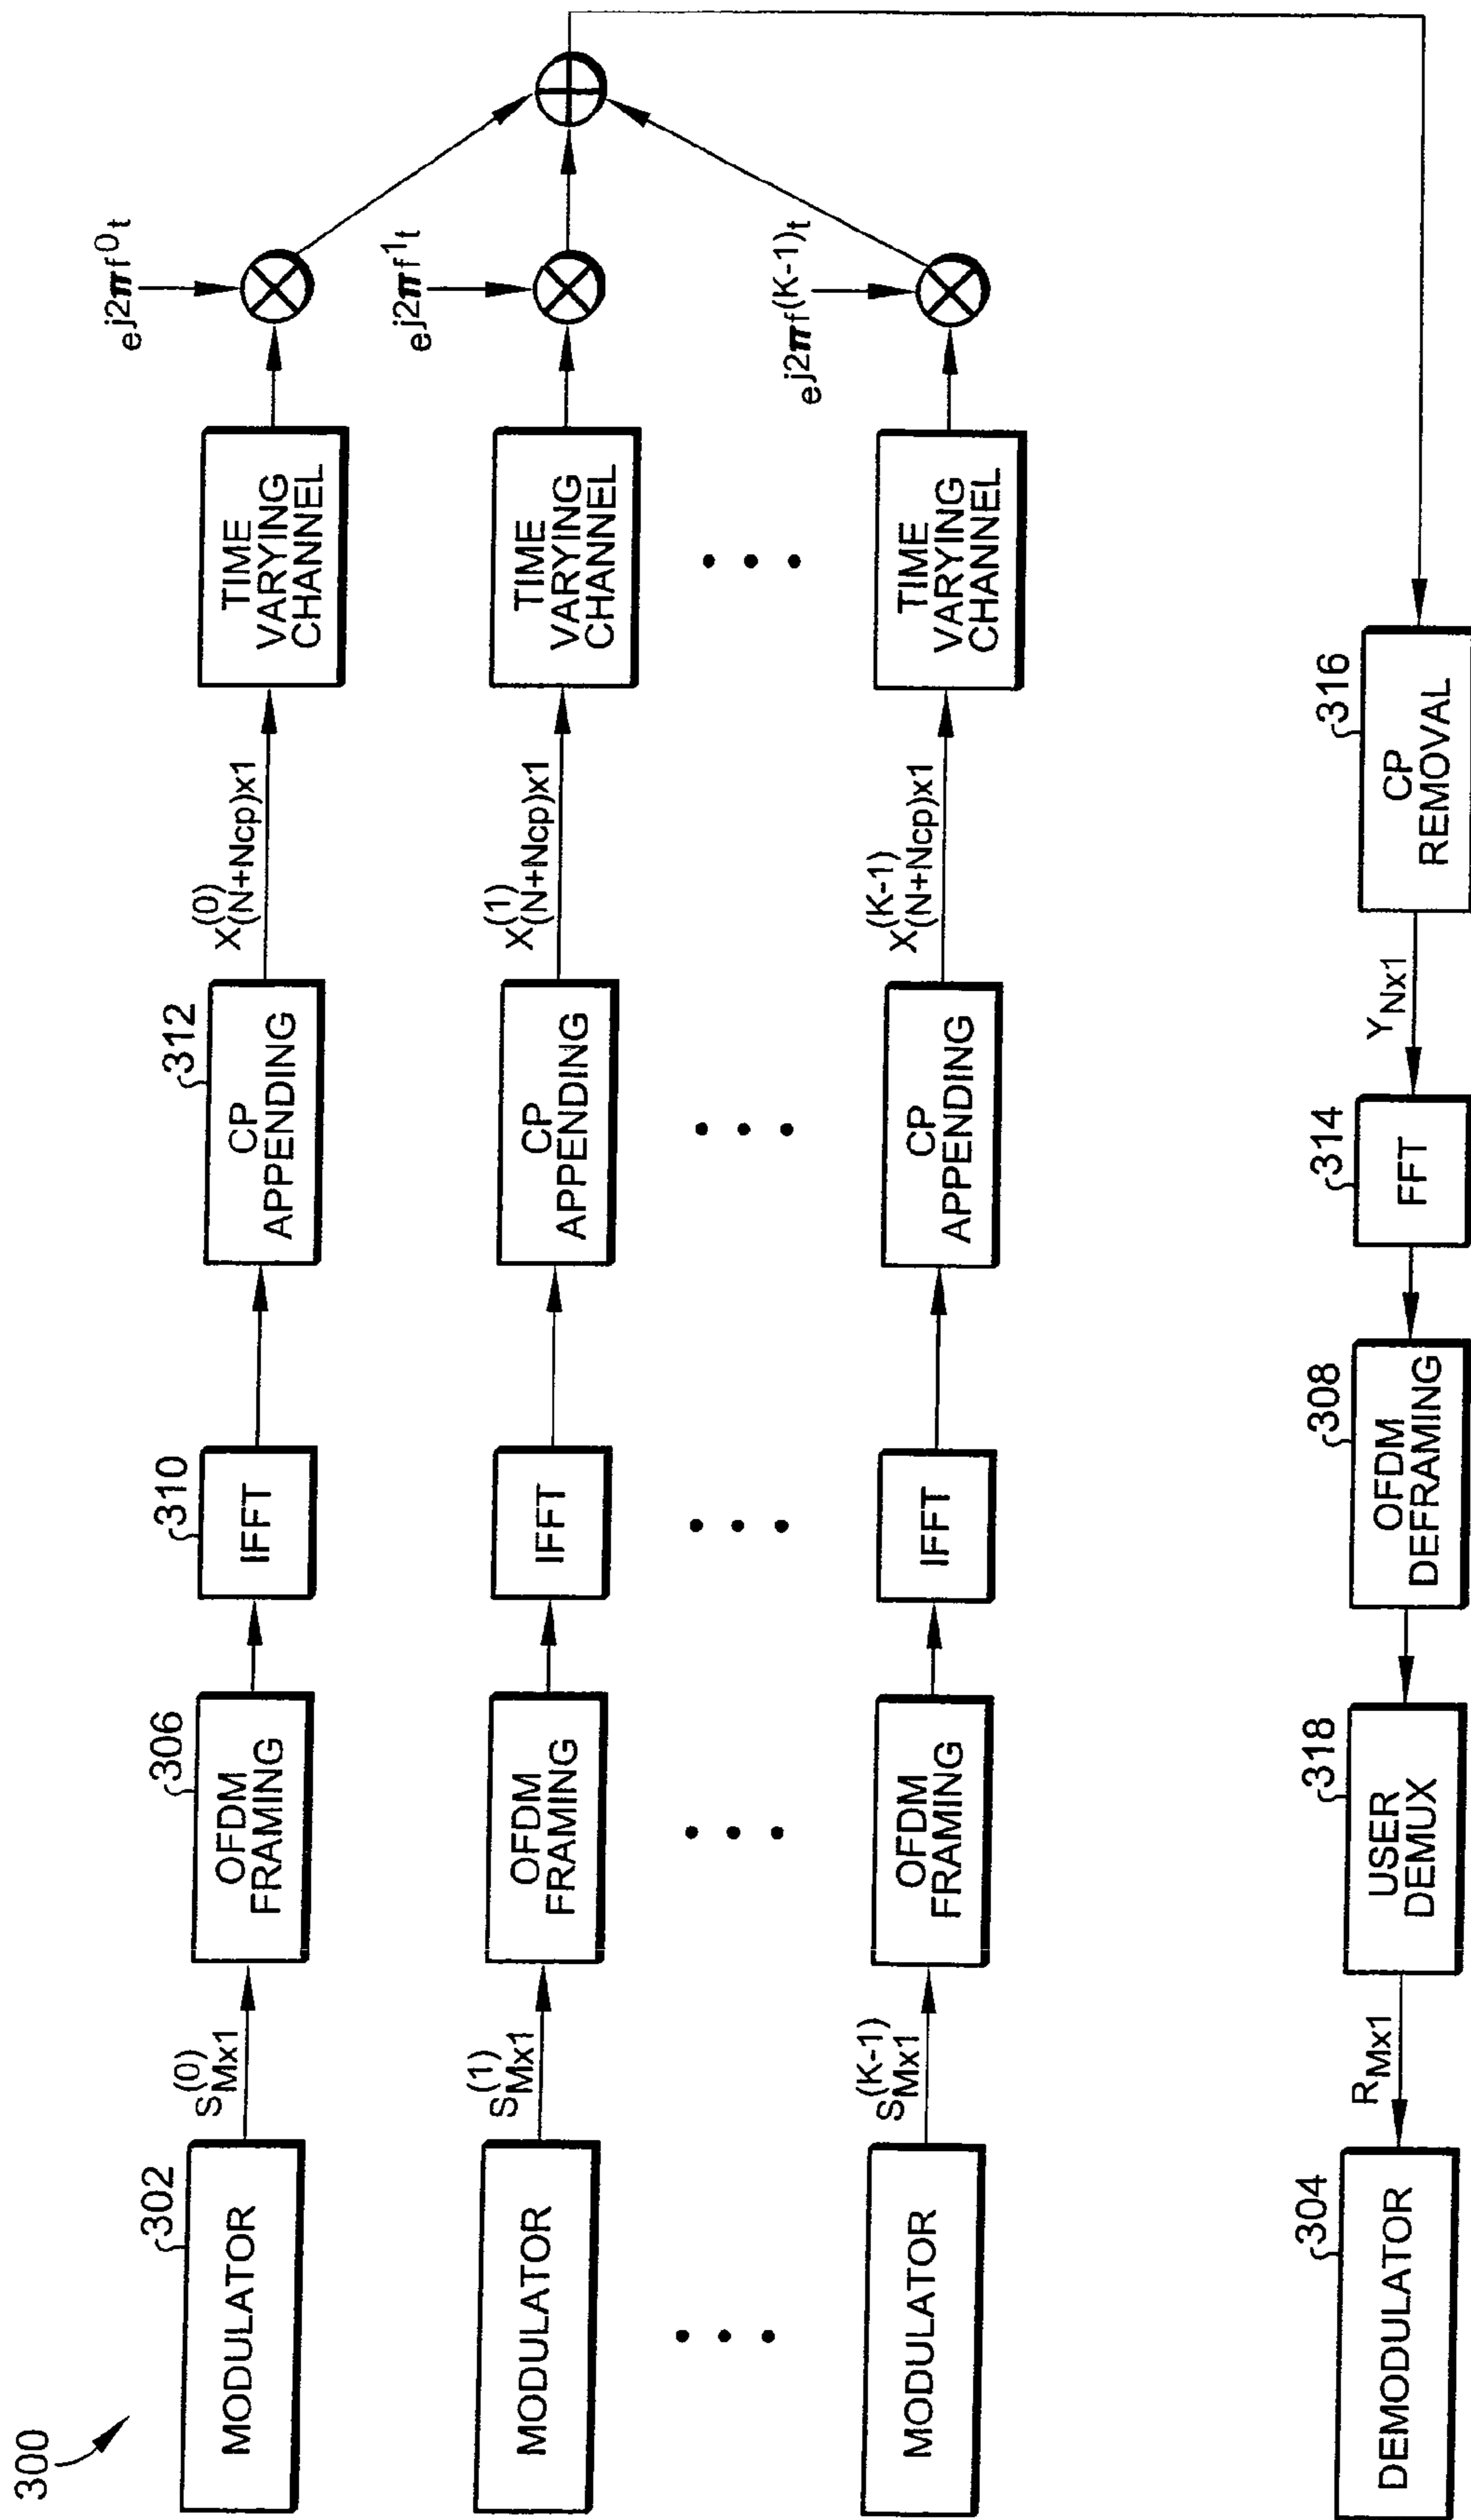 300
302
MODULATOR
S(0)Mx1
306
OFDM
FRAMING
310
IFFT
312
CP
APPENDING
X(0)(N+Ncp)x1
TIME
VARYING
CHANNEL
ej2πf0t
MODULATOR
S(1)Mx1
OFDM
FRAMING
IFFT
CP
APPENDING
X(1)(N+Ncp)x1
TIME
VARYING
CHANNEL
ej2πf1t
MODULATOR
S(K-1)Mx1
OFDM
FRAMING
IFFT
CP
APPENDING
X(K-1)(N+Ncp)x1
TIME
VARYING
CHANNEL
ej2πf(K-1)t
304
DEMODULATOR
RMx1
318
USER
DEMUX
308
OFDM
DEFRAMING
314
FFT
YNx1
316
CP
REMOVAL